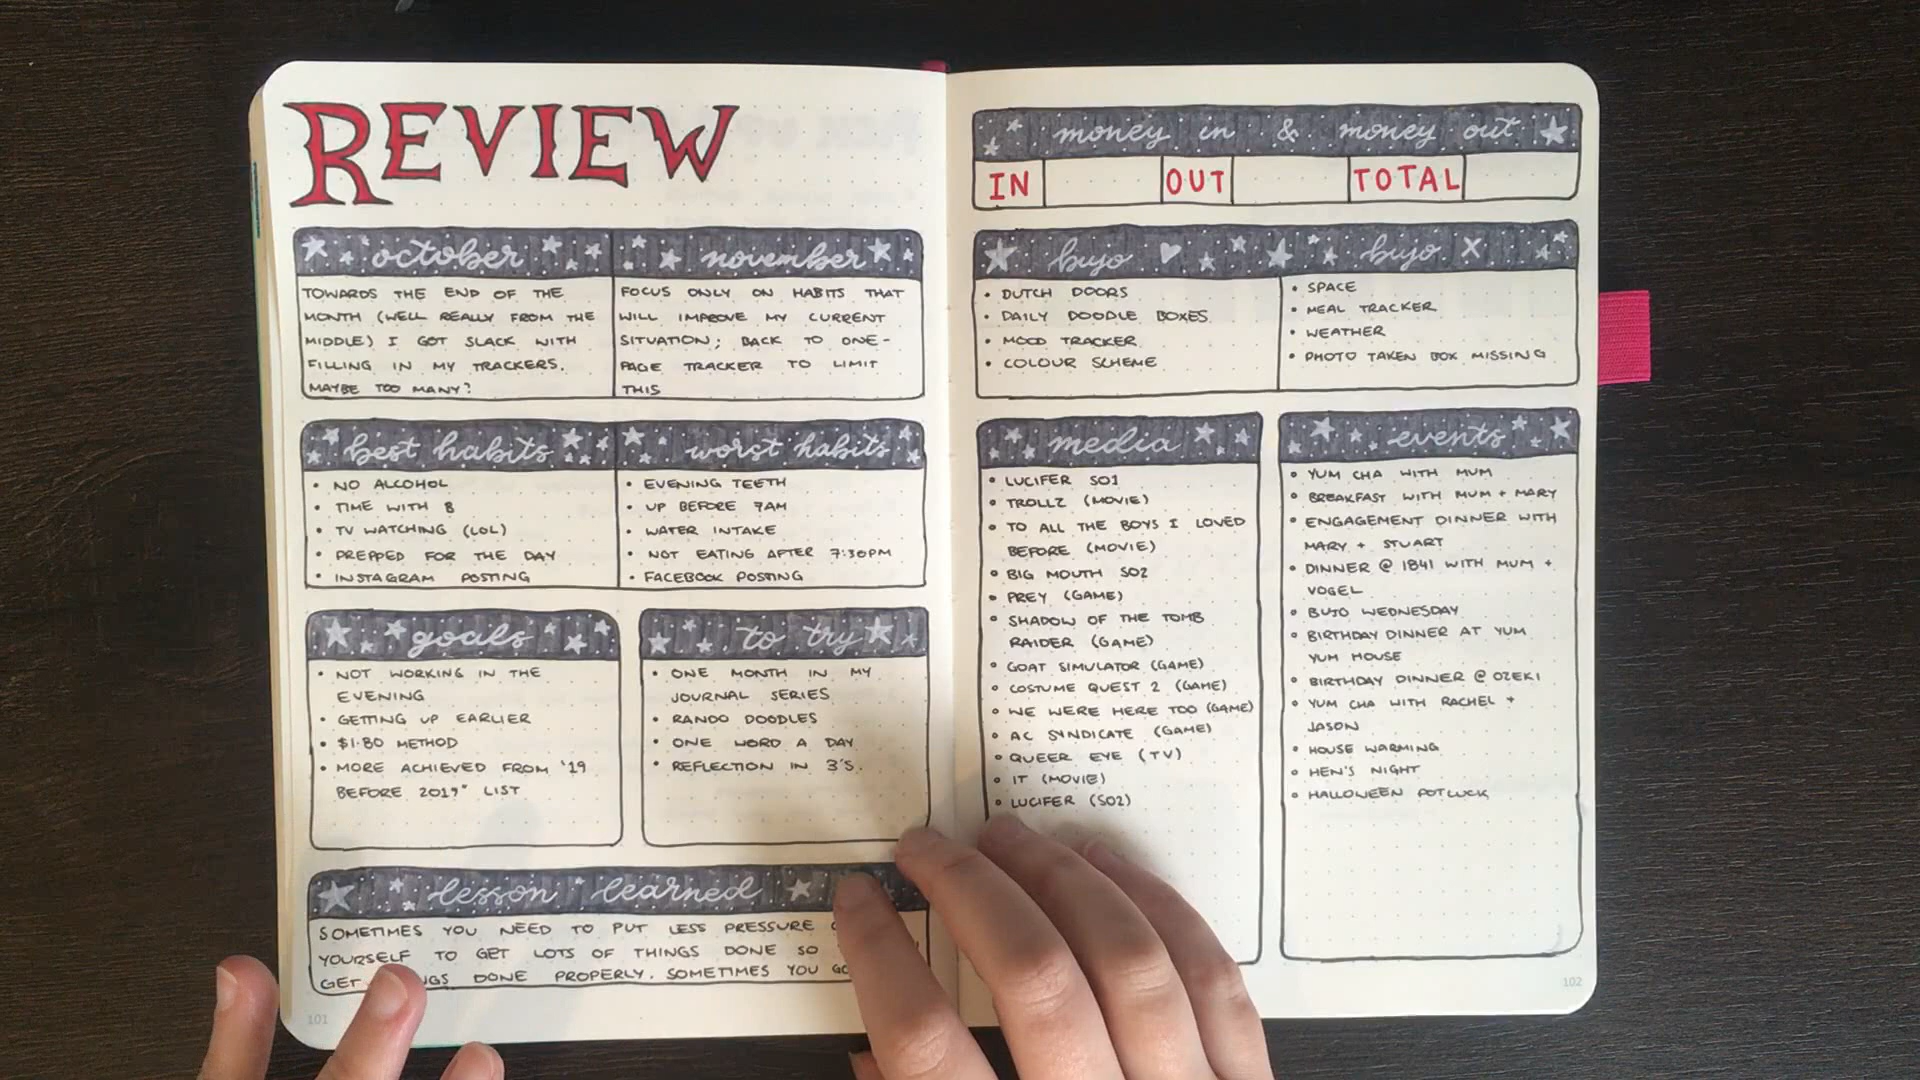 REVIEW
october
TOWARDS THE END OF THE
MONTH (WELL REALLY FROM THE
MIDDLE) I GOT SLACK WITH
FILLING IN MY TRACKERS.
MAYBE TOO MANY?
november
FOCUS ONLY ON HABITS THAT
WILL IMPROVE MY CURRENT
SITUATION; BACK TO ONE-
PAGE TRACKER TO LIMIT
THIS
best habits
• NO ALCOHOL
• TIME WITH B
• TV WATCHING (LOL)
• PREPPED FOR THE DAY
• INSTAGRAM POSTING
worst habits
• EVENING TEETH
• UP BEFORE 7AM
• WATER INTAKE
• NOT EATING AFTER 7:30PM
• FACEBOOK POSTING
goals
• NOT WORKING IN THE
EVENING
• GETTING UP EARLIER
• $1.80 METHOD
• MORE ACHIEVED FROM '19
BEFORE 2019" LIST
to try
• ONE MONTH IN MY
JOURNAL SERIES
• RANDO DOODLES
• ONE WORD A DAY
• REFLECTION IN 3'S.
lesson learned
SOMETIMES YOU NEED TO PUT LESS PRESSURE
YOURSELF TO GET LOTS OF THINGS DONE SO
GET DONE PROPERLY. SOMETIMES YOU
101
money in & money out
IN OUT TOTAL
bujo ♥
• DUTCH DOORS
• DAILY DOODLE BOXES
• MOOD TRACKER
• COLOUR SCHEME
bujo X
• SPACE
• MEAL TRACKER
• WEATHER
• PHOTO TAKEN BOX MISSING
media
• LUCIFER S01
• TROLLZ (MOVIE)
• TO ALL THE BOYS I LOVED
BEFORE (MOVIE)
• BIG MOUTH S02
• PREY (GAME)
• SHADOW OF THE TOMB
RAIDER (GAME)
• GOAT SIMULATOR (GAME)
• COSTUME QUEST 2 (GAME)
• WE WERE HERE TOO (GAME)
• AC SYNDICATE (GAME)
• QUEER EYE (TV)
• IT (MOVIE)
• LUCIFER (S02)
events
• YUM CHA WITH MUM
• BREAKFAST WITH MUM + MARY
• ENGAGEMENT DINNER WITH
MARY + STUART
• DINNER @ 1841 WITH MUM +
VOGEL
• BUJO WEDNESDAY
• BIRTHDAY DINNER AT YUM
YUM HOUSE
• BIRTHDAY DINNER @ OZEKI
• YUM CHA WITH RACHEL +
JASON
• HOUSE WARMING
• HEN'S NIGHT
• HALLOWEEN POTLUCK
102